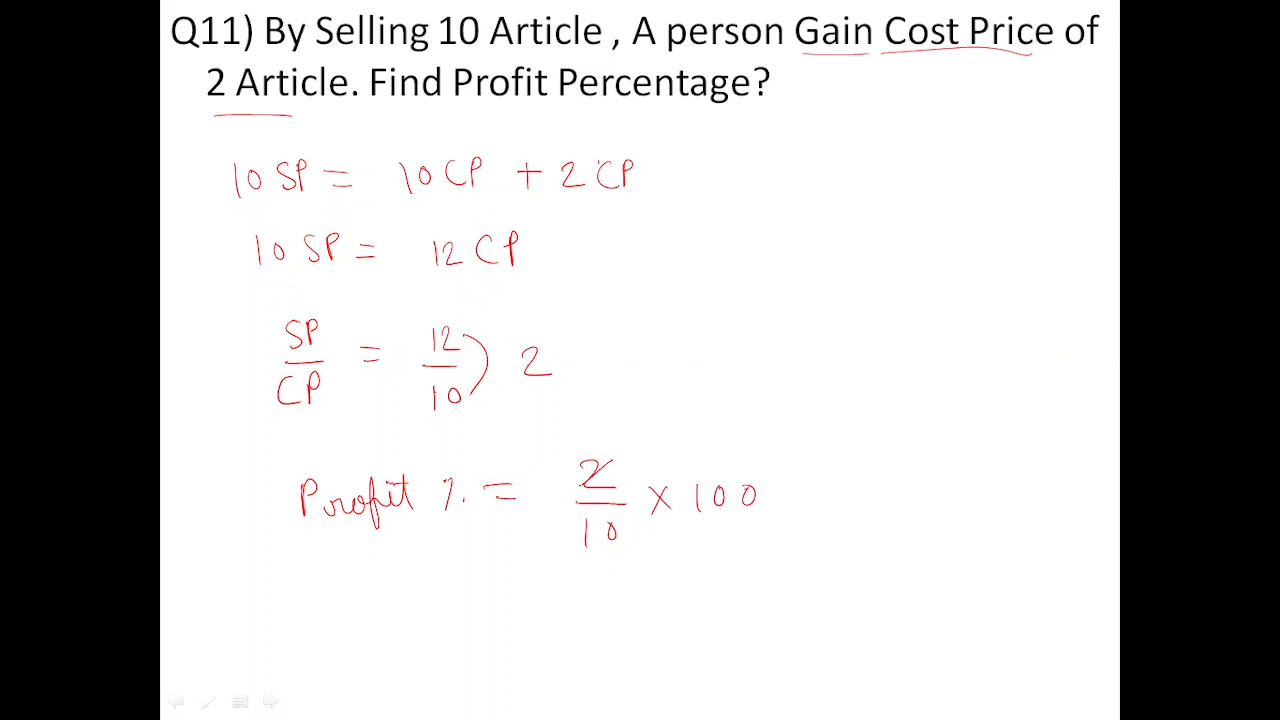 Q11) By Selling 10 Article , A person Gain Cost Price of
2 Article. Find Profit Percentage?
10 SP = 10 CP + 2 CP
10 SP = 12 CP
SP/CP = 12/10) 2
Profit %. = 2/10 x 100